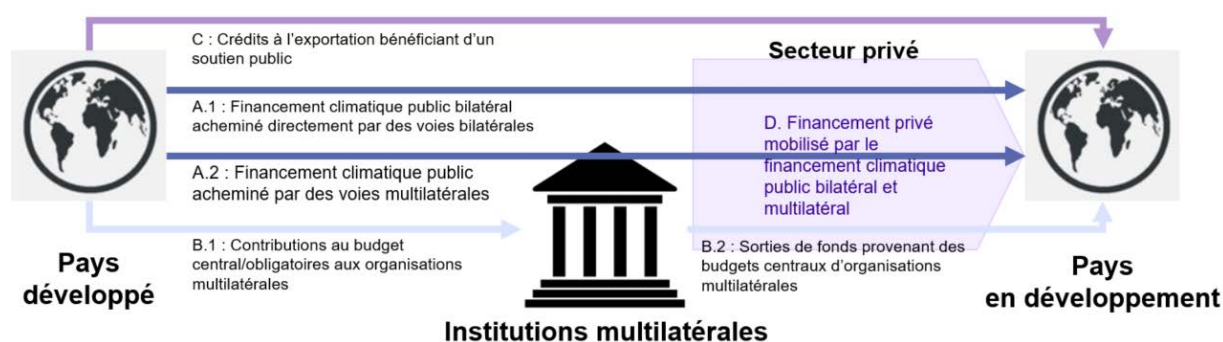 C : Crédits à l’exportation bénéficiant d’un
soutien public
Secteur privé
A.1 : Financement climatique public bilatéral
acheminé directement par des voies bilatérales
D. Financement privé
mobilisé par le
financement climatique
public bilatéral et
multilatéral
A.2 : Financement climatique public
acheminé par des voies multilatérales
B.1 : Contributions au budget
central/obligatoires aux organisations
multilatérales
B.2 : Sorties de fonds provenant des
budgets centraux d’organisations
multilatérales
Pays
développé
Pays
en développement
Institutions multilatérales